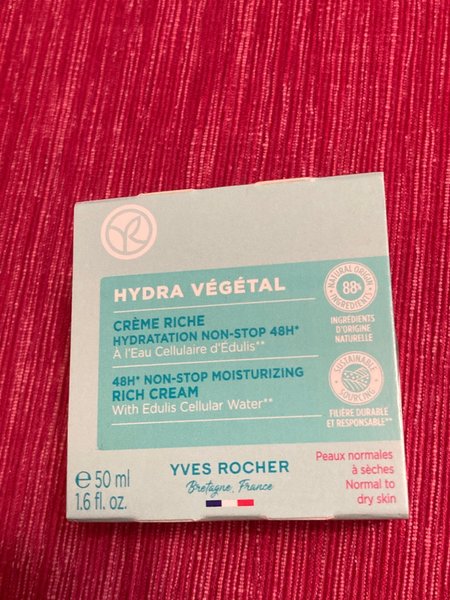 HYDRA VÉGÉTAL
CRÈME RICHE
HYDRATATION NON-STOP 48H*
À l'Eau Cellulaire d'Edulis**
48H* NON-STOP MOISTURIZING
RICH CREAM
With Edulis Cellular Water**
NATURAL ORIGIN
88%
INGREDIENTS
INGRÉDIENTS
D'ORIGINE
NATURELLE
SUSTAINABLE
SOURCING
FILIÈRE DURABLE
ET RESPONSABLE**
℮ 50 ml
1.6 fl. oz.
YVES ROCHER
Bretagne, France
Peaux normales
à sèches
Normal to
dry skin